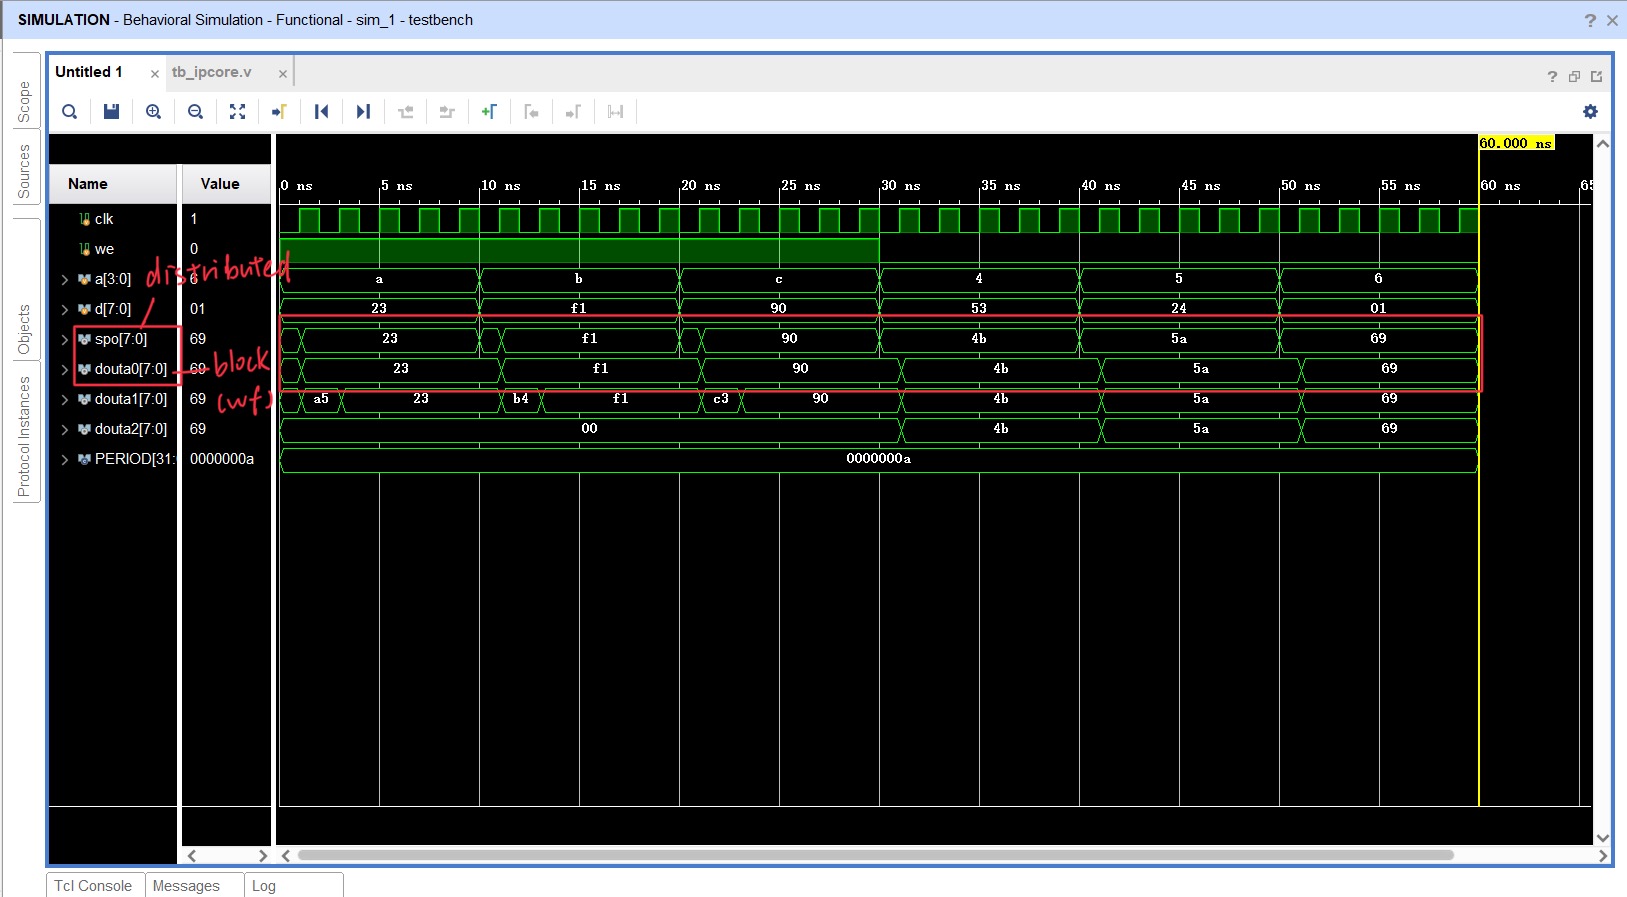 SIMULATION - Behavioral Simulation - Functional - sim_1 - testbench
Scope
Sources
Objects
Protocol Instances
Untitled 1
tb_ipcore.v
60.000 ns
Name Value
0 ns 5 ns 10 ns 15 ns 20 ns 25 ns 30 ns 35 ns 40 ns 45 ns 50 ns 55 ns 60 ns 65
clk 1
we 0
distributed
a[3:0] 6 a b c 4 5 6
d[7:0] 01 23 f1 90 53 24 01
spo[7:0] 69 23 f1 90 4b 5a 69
douta0[7:0] 69 23 f1 90 4b 5a 69
block
(wf)
douta1[7:0] 69 a5 23 b4 f1 c3 90 4b 5a 69
douta2[7:0] 69 00 4b 5a 69
PERIOD[31: 0000000a 0000000a
Tcl Console Messages Log